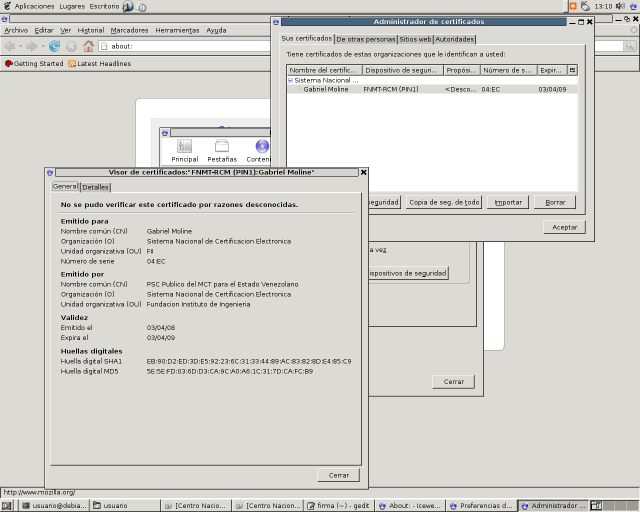 Aplicaciones Lugares Escritorio
13:10
Archivo Editar Ver Historial Marcadores Herramientas Ayuda
about:
Getting Started Latest Headlines
Administrador de certificados
Sus certificados De otras personas Sitios web Autoridades
Tiene certificados de estas organizaciones que le identifican a usted:
Nombre del certific... Dispositivo de seguri... Propósi... Número de s... Expir...
Sistema Nacional ...
Gabriel Moline FNMT-RCM (PIN1) <Desco... 04:EC 03/04/09
eguridad Copia de seg. de todo Importar Borrar
Aceptar
Principal Pestañas Conteni
a vez
ispositivos de seguridad
Cerrar
Visor de certificados:"FNMT-RCM (PIN1):Gabriel Moline"
General Detalles
No se pudo verificar este certificado por razones desconocidas.
Emitido para
Nombre común (CN) Gabriel Moline
Organización (O) Sistema Nacional de Certificacion Electronica
Unidad organizativa (OU) FII
Número de serie 04:EC
Emitido por
Nombre común (CN) PSC Publico del MCT para el Estado Venezolano
Organización (O) Sistema Nacional de Certificacion Electronica
Unidad organizativa (OU) Fundacion Instituto de Ingenieria
Validez
Emitido el 03/04/08
Expira el 03/04/09
Huellas digitales
Huella digital SHA1 EB:90:D2:ED:3D:E5:92:23:6C:31:33:44:89:AC:83:82:8D:E4:85:C9
Huella digital MD5 5E:5E:FD:03:6D:D3:CA:9C:A0:A6:1C:31:7D:CA:FC:B9
Cerrar
http://www.mozilla.org/
usuario@debia... usuario [Centro Nacio... [Centro Nacion... firma (~) - gedit About: - Icewe... Preferencias d... Administrador ...